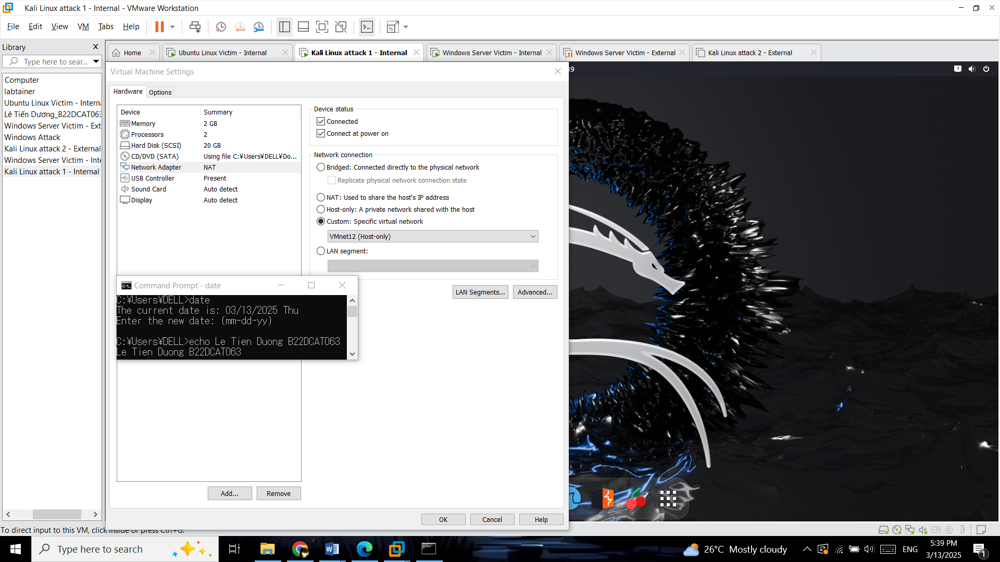 Kali Linux attack 1 - Internal - VMware Workstation
File Edit View VM Tabs Help
Library
Type here to sear...
Computer
labtainer
Ubuntu Linux Victim - Intern
Lê Tiến Dương_B22DCAT063
Windows Server Victim - Ext
Windows Attack
Kali Linux attack 2 - External
Windows Server Victim - Inte
Kali Linux attack 1 - Internal
Home
Ubuntu Linux Victim - Internal
Kali Linux attack 1 - Internal
Windows Server Victim - Internal
Windows Server Victim - External
Kali Linux attack 2 - External
39
Virtual Machine Settings
Hardware Options
Device Summary
Memory 2 GB
Processors 2
Hard Disk (SCSI) 20 GB
CD/DVD (SATA) Using file C:¥Users¥DELL¥Do...
Network Adapter NAT
USB Controller Present
Sound Card Auto detect
Display Auto detect
Device status
Connected
Connect at power on
Network connection
Bridged: Connected directly to the physical network
Replicate physical network connection state
NAT: Used to share the host's IP address
Host-only: A private network shared with the host
Custom: Specific virtual network
VMnet12 (Host-only)
LAN segment:
LAN Segments... Advanced...
Command Prompt - date
C:¥Users¥DELL>date
The current date is: 03/13/2025 Thu
Enter the new date: (mm-dd-yy)
C:¥Users¥DELL>echo Le Tien Duong B22DCAT063
Le Tien Duong B22DCAT063
Add... Remove
OK Cancel Help
To direct input to this VM, click inside or press Ctrl+G.
Type here to search
26°C Mostly cloudy
ENG
5:39 PM
3/13/2025
1